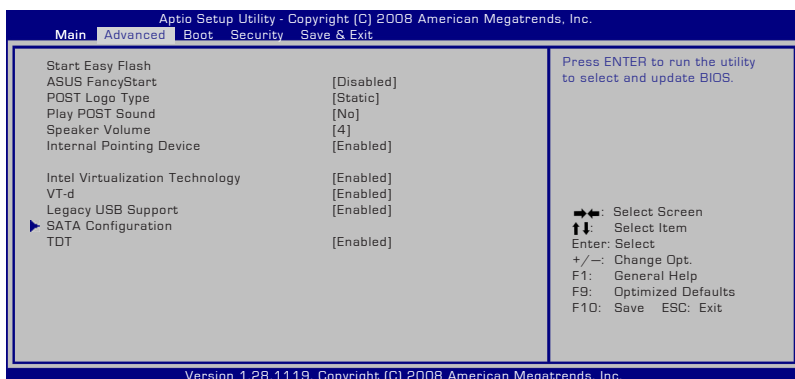 Aptio Setup Utility - Copyright (C) 2008 American Megatrends, Inc.
Main Advanced Boot Security Save & Exit
Start Easy Flash
ASUS FancyStart [Disabled]
POST Logo Type [Static]
Play POST Sound [No]
Speaker Volume [4]
Internal Pointing Device [Enabled]
Intel Virtualization Technology [Enabled]
VT-d [Enabled]
Legacy USB Support [Enabled]
SATA Configuration
TDT [Enabled]
Press ENTER to run the utility
to select and update BIOS.
→←: Select Screen
↑↓: Select Item
Enter: Select
+/—: Change Opt.
F1: General Help
F9: Optimized Defaults
F10: Save ESC: Exit
Version 1.28.1119. Copyright (C) 2008 American Megatrends, Inc.